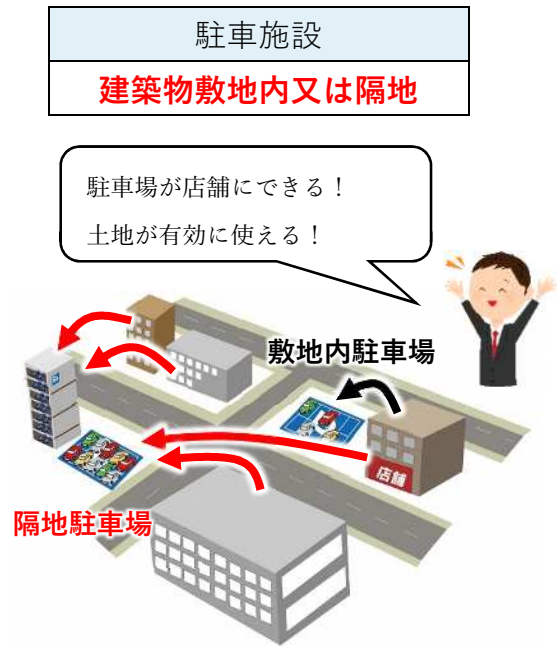 駐車施設
建築物敷地内又は隔地
駐車場が店舗にできる！
土地が有効に使える！
敷地内駐車場
P
店舗
隔地駐車場